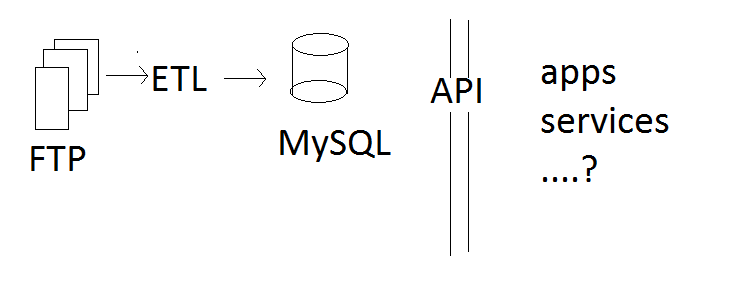 FTP
ETL
MySQL
API
apps
services
....?